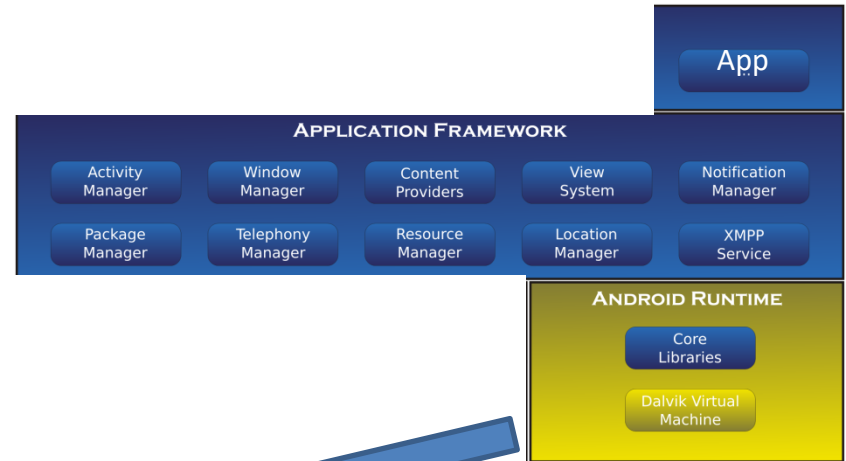 App
APPLICATION FRAMEWORK
Activity Manager
Window Manager
Content Providers
View System
Notification Manager
Package Manager
Telephony Manager
Resource Manager
Location Manager
XMPP Service
ANDROID RUNTIME
Core Libraries
Dalvik Virtual Machine